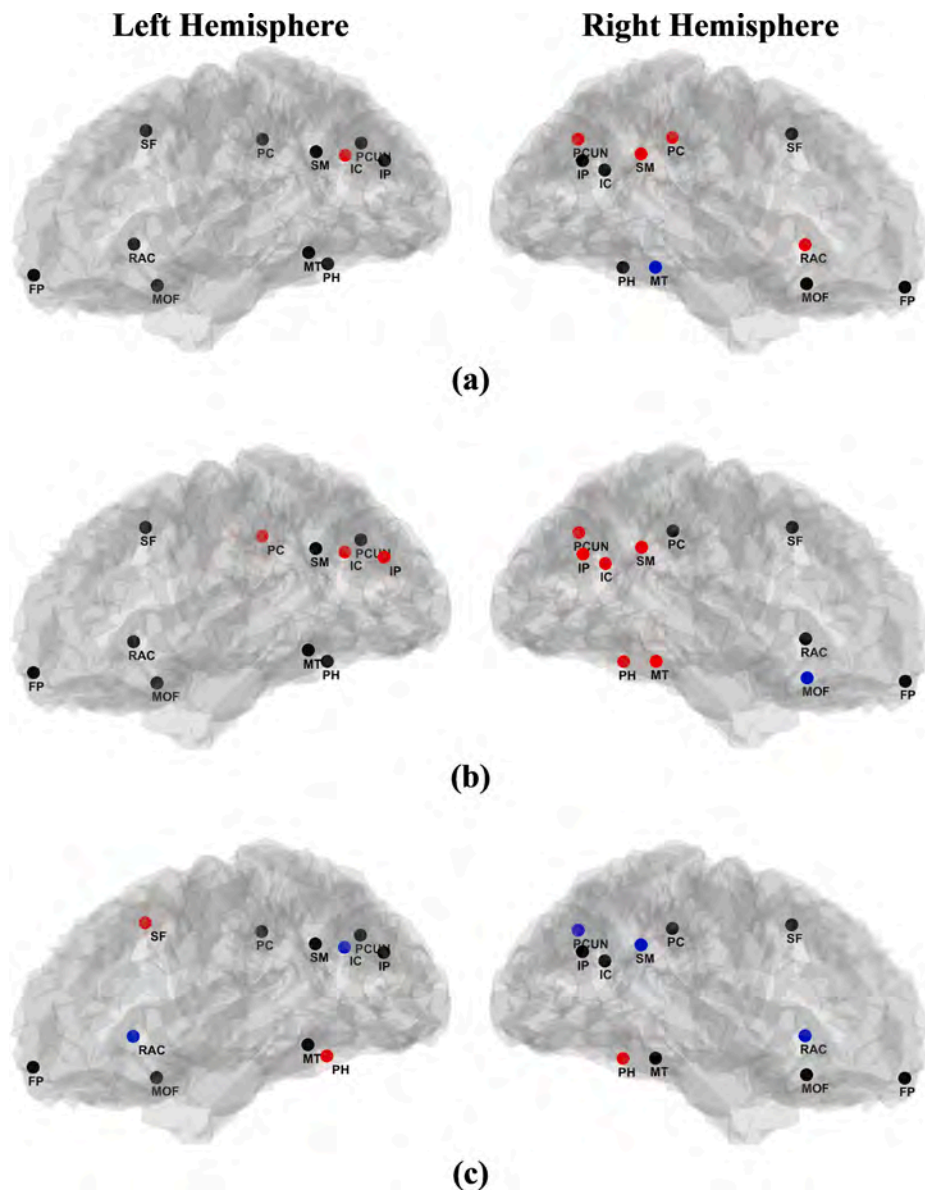 Left Hemisphere Right Hemisphere
SF PC SM PCUN IC IP RAC MT PH FP MOF
PCUN PC SM IP IC SF RAC PH MT MOF FP
(a)
SF PC SM PCUN IC IP RAC MT PH FP MOF
PCUN PC SM IP IC SF RAC PH MT MOF FP
(b)
SF PC SM PCUN IC IP RAC MT PH FP MOF
PCUN PC SM IP IC SF RAC PH MT MOF FP
(c)